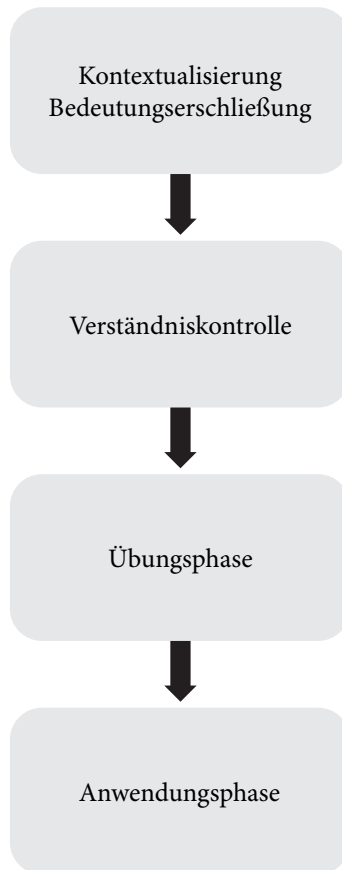 Kontextualisierung
Bedeutungserschließung
Verständniskontrolle
Übungsphase
Anwendungsphase